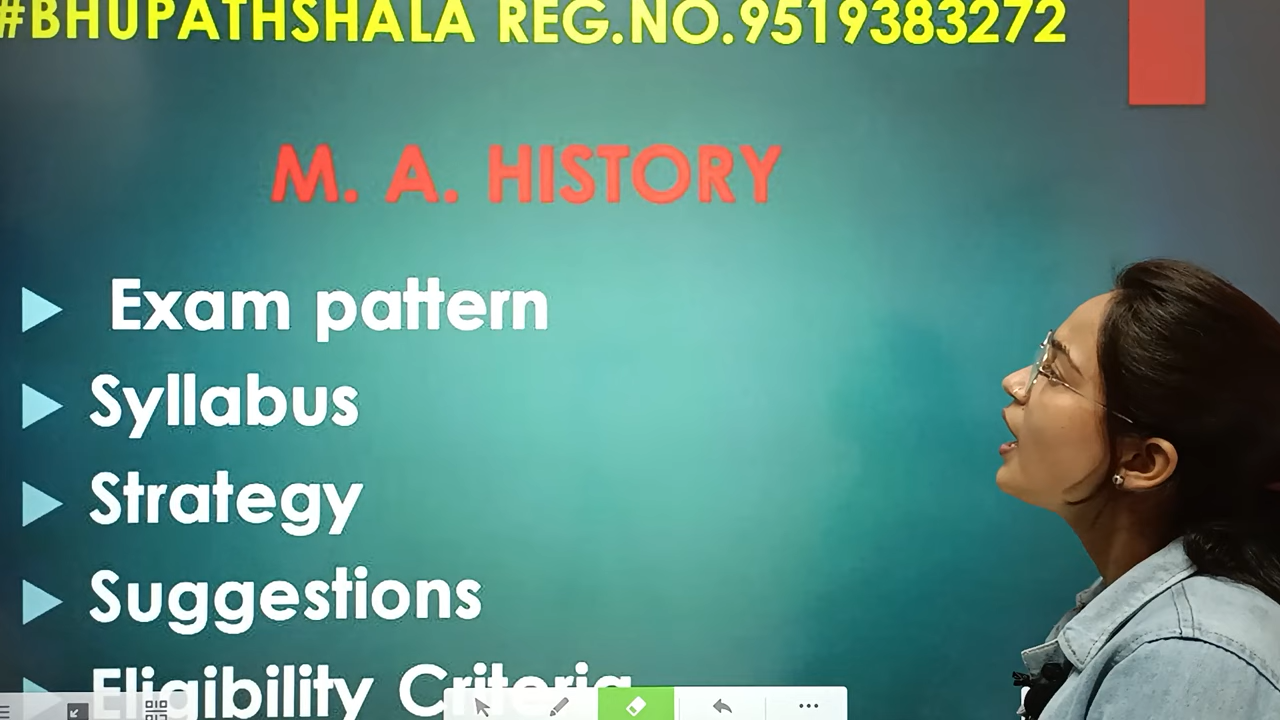 #BHUPATHSHALA REG.NO.9519383272
M. A. HISTORY
Exam pattern
Syllabus
Strategy
Suggestions
Eligibility Criteria